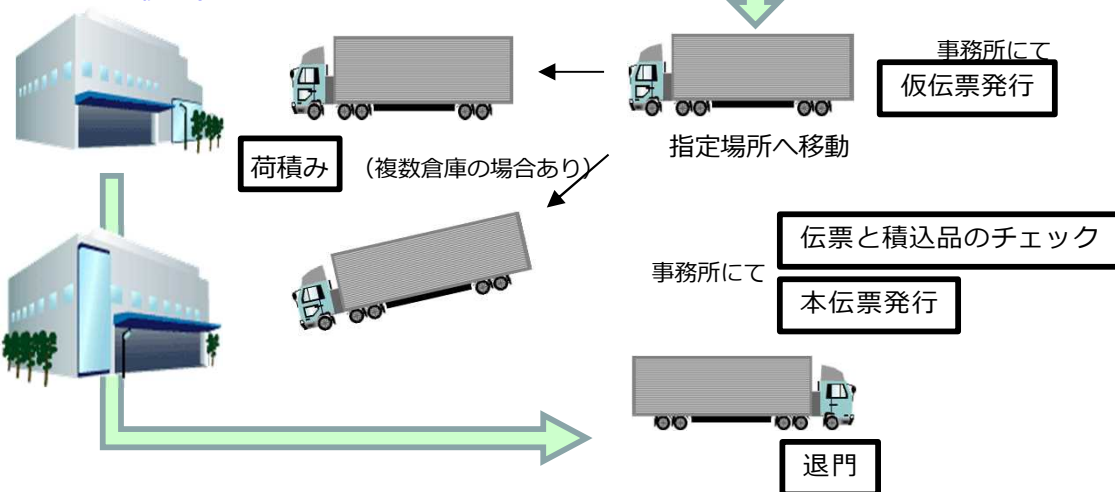 事務所にて
仮伝票発行
指定場所へ移動
荷積み (複数倉庫の場合あり)
伝票と積込品のチェック
事務所にて
本伝票発行
退門